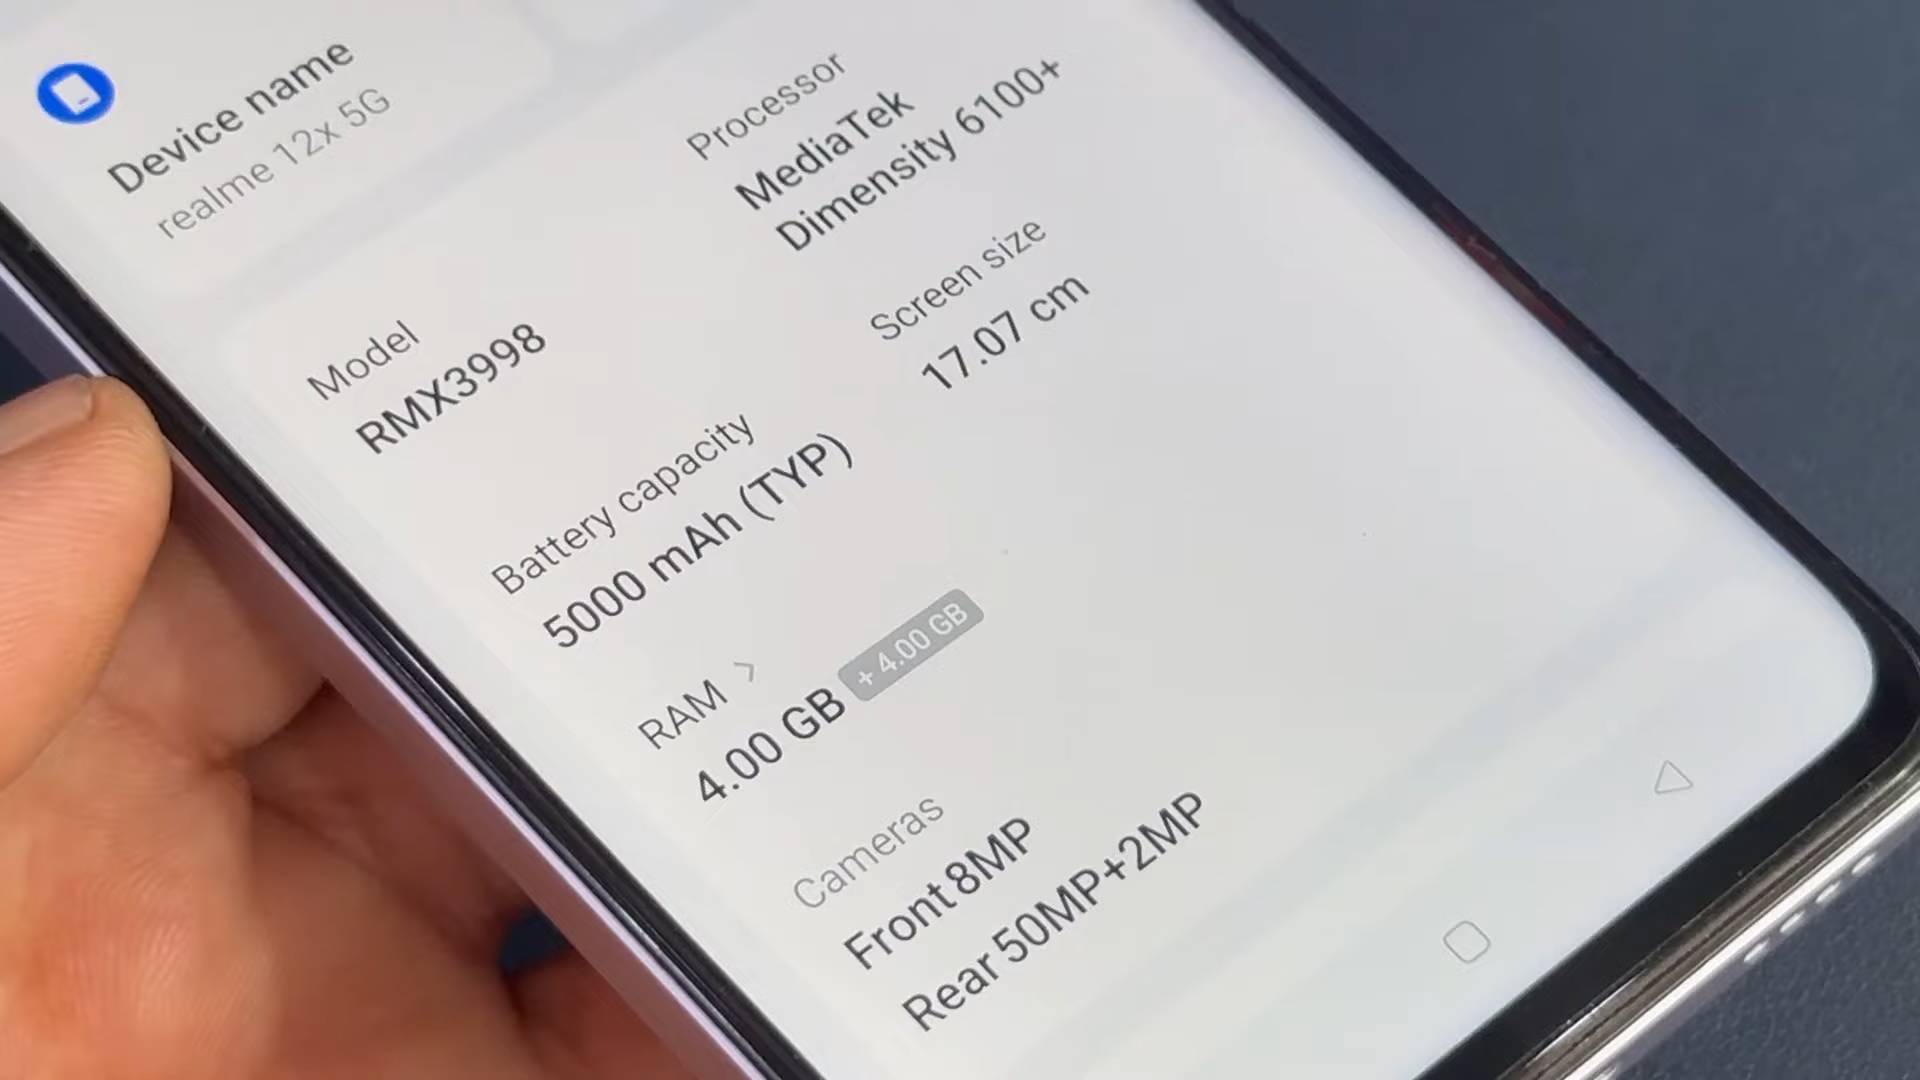 Device name
realme 12x 5G
Processor
MediaTek
Dimensity 6100+
Model
RMX3998
Screen size
17.07 cm
Battery capacity
5000 mAh (TYP)
RAM >
4.00 GB + 4.00 GB
Cameras
Front 8MP
Rear 50MP+2MP